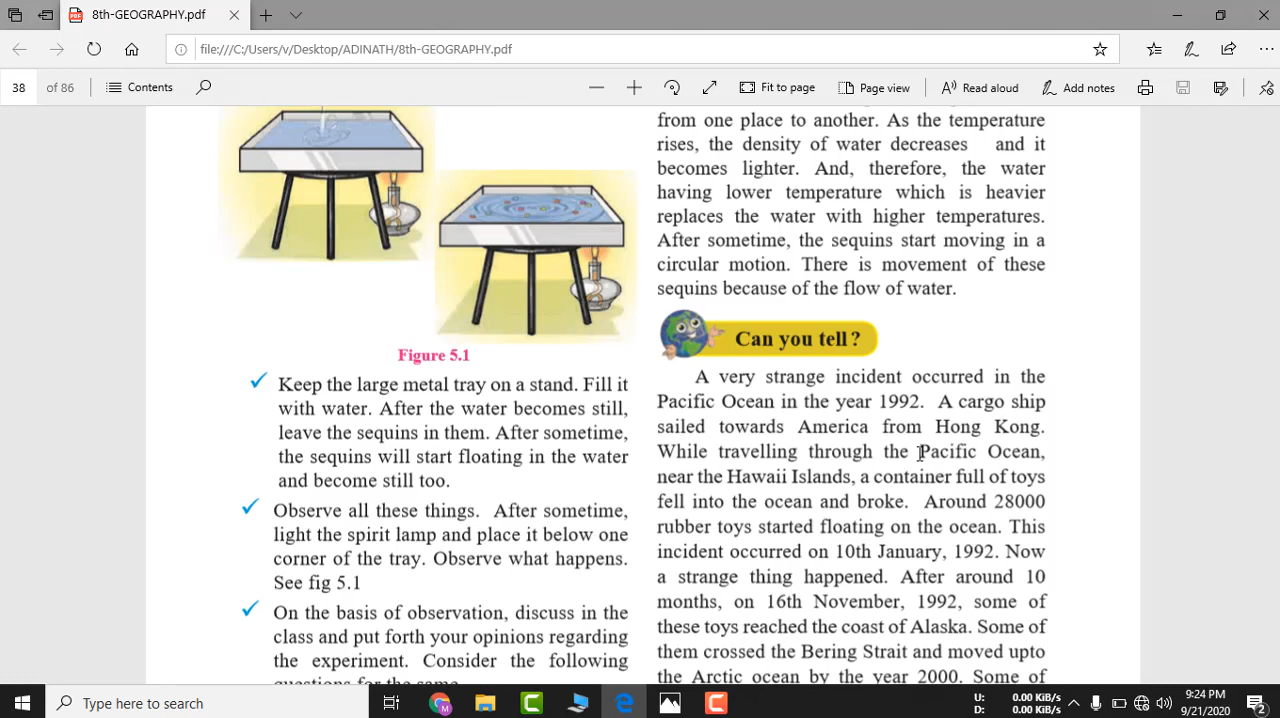 8th-GEOGRAPHY.pdf
file:///C:/Users/v/Desktop/ADINATH/8th-GEOGRAPHY.pdf
38 of 86 Contents Fit to page Page view Read aloud Add notes
Figure 5.1
Keep the large metal tray on a stand. Fill it
with water. After the water becomes still,
leave the sequins in them. After sometime,
the sequins will start floating in the water
and become still too.
Observe all these things. After sometime,
light the spirit lamp and place it below one
corner of the tray. Observe what happens.
See fig 5.1
On the basis of observation, discuss in the
class and put forth your opinions regarding
the experiment. Consider the following
questions for the same.
from one place to another. As the temperature
rises, the density of water decreases and it
becomes lighter. And, therefore, the water
having lower temperature which is heavier
replaces the water with higher temperatures.
After sometime, the sequins start moving in a
circular motion. There is movement of these
sequins because of the flow of water.
Can you tell ?
A very strange incident occurred in the
Pacific Ocean in the year 1992. A cargo ship
sailed towards America from Hong Kong.
While travelling through the Pacific Ocean,
near the Hawaii Islands, a container full of toys
fell into the ocean and broke. Around 28000
rubber toys started floating on the ocean. This
incident occurred on 10th January, 1992. Now
a strange thing happened. After around 10
months, on 16th November, 1992, some of
these toys reached the coast of Alaska. Some of
them crossed the Bering Strait and moved upto
the Arctic ocean by the year 2000. Some of
Type here to search
U: 0.00 KiB/s
D: 0.00 KiB/s
9:24 PM
9/21/2020
2